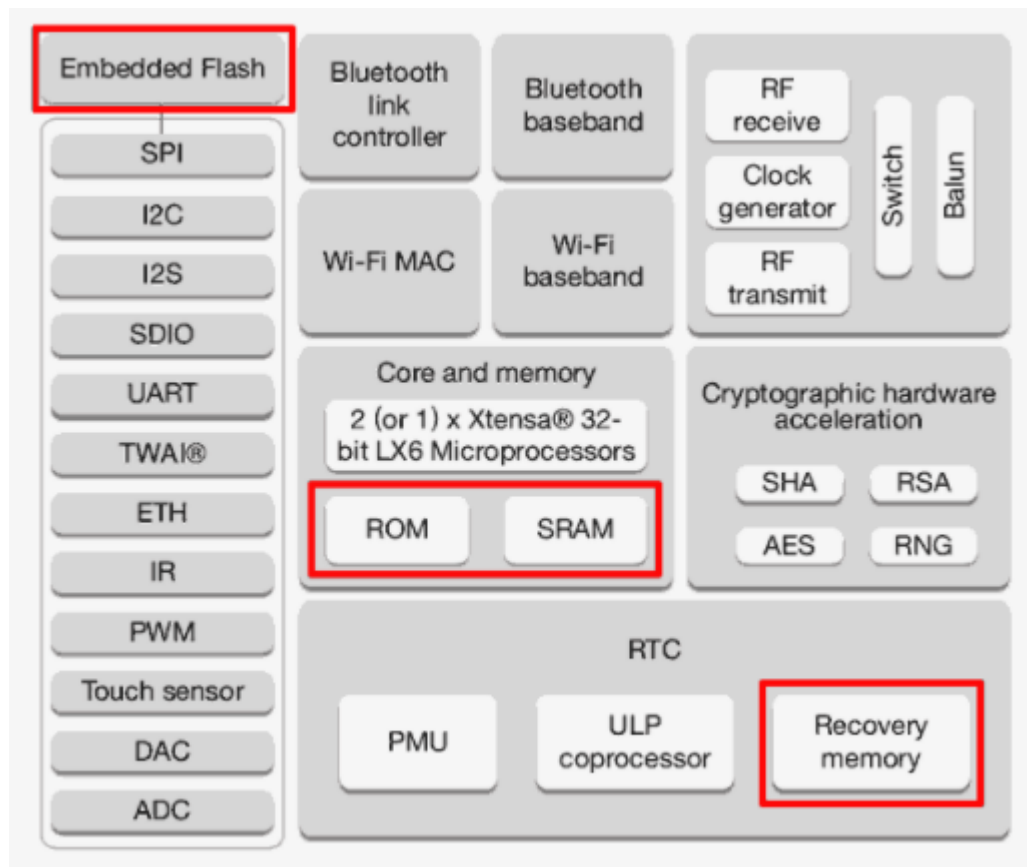 Embedded Flash
SPI
I2C
I2S
SDIO
UART
TWAI®
ETH
IR
PWM
Touch sensor
DAC
ADC
Bluetooth
link
controller
Bluetooth
baseband
Wi-Fi MAC
Wi-Fi
baseband
RF
receive
Clock
generator
RF
transmit
Switch
Balun
Core and memory
2 (or 1) x Xtensa® 32-
bit LX6 Microprocessors
ROM
SRAM
Cryptographic hardware
acceleration
SHA
RSA
AES
RNG
RTC
PMU
ULP
coprocessor
Recovery
memory